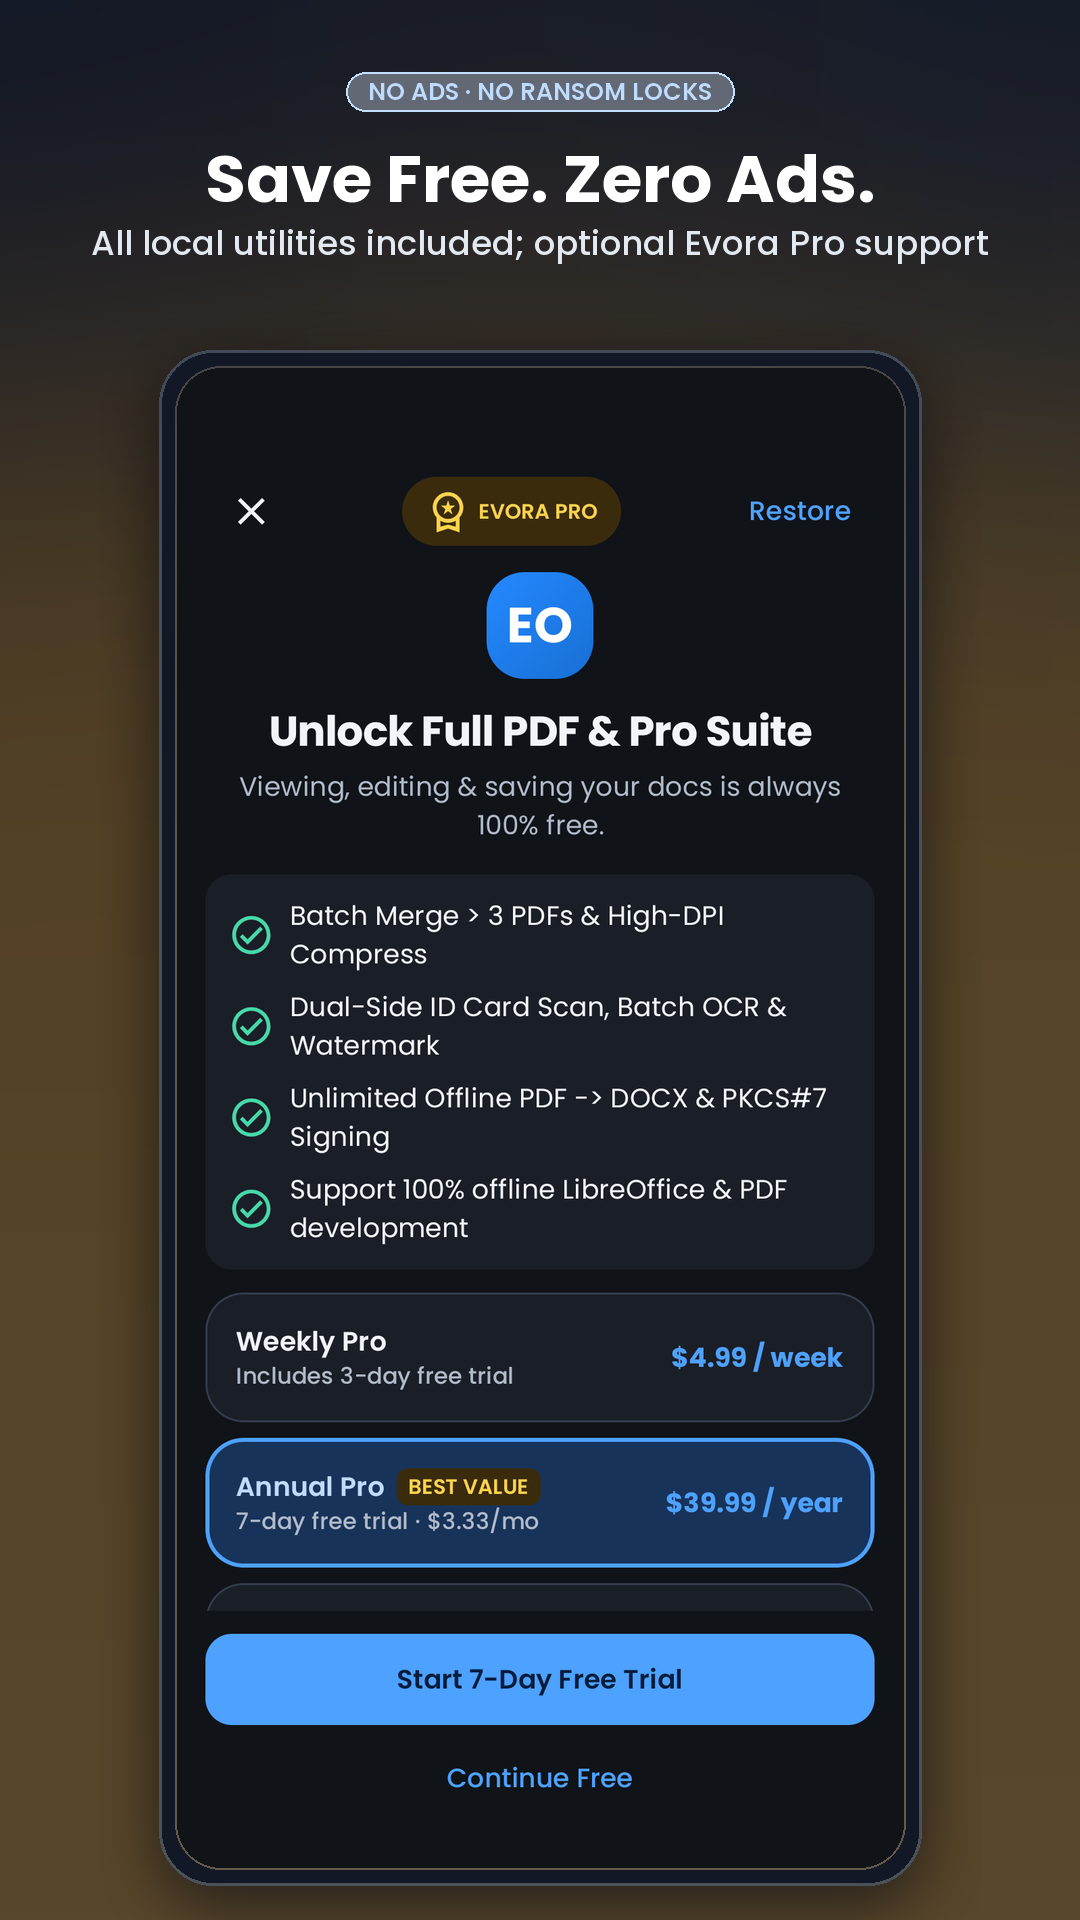 NO ADS · NO RANSOM LOCKS
Save Free. Zero Ads.
All local utilities included; optional Evora Pro support
EVORA PRO
Restore
EO
Unlock Full PDF & Pro Suite
Viewing, editing & saving your docs is always
100% free.
Batch Merge > 3 PDFs & High-DPI
Compress
Dual-Side ID Card Scan, Batch OCR &
Watermark
Unlimited Offline PDF -> DOCX & PKCS#7
Signing
Support 100% offline LibreOffice & PDF
development
Weekly Pro
Includes 3-day free trial
$4.99 / week
Annual Pro BEST VALUE
7-day free trial · $3.33/mo
$39.99 / year
Start 7-Day Free Trial
Continue Free